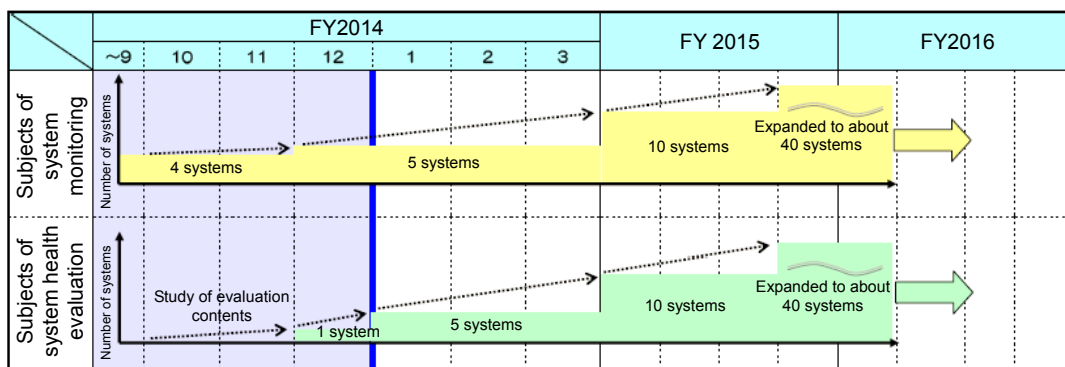 FY2014
FY 2015
FY2016
~9
10
11
12
1
2
3
Subjects of
system
monitoring
Number of systems
4 systems
5 systems
10 systems
Expanded to about
40 systems
Subjects of
system health
evaluation
Number of systems
Study of evaluation
contents
1 system
5 systems
10 systems
Expanded to about
40 systems